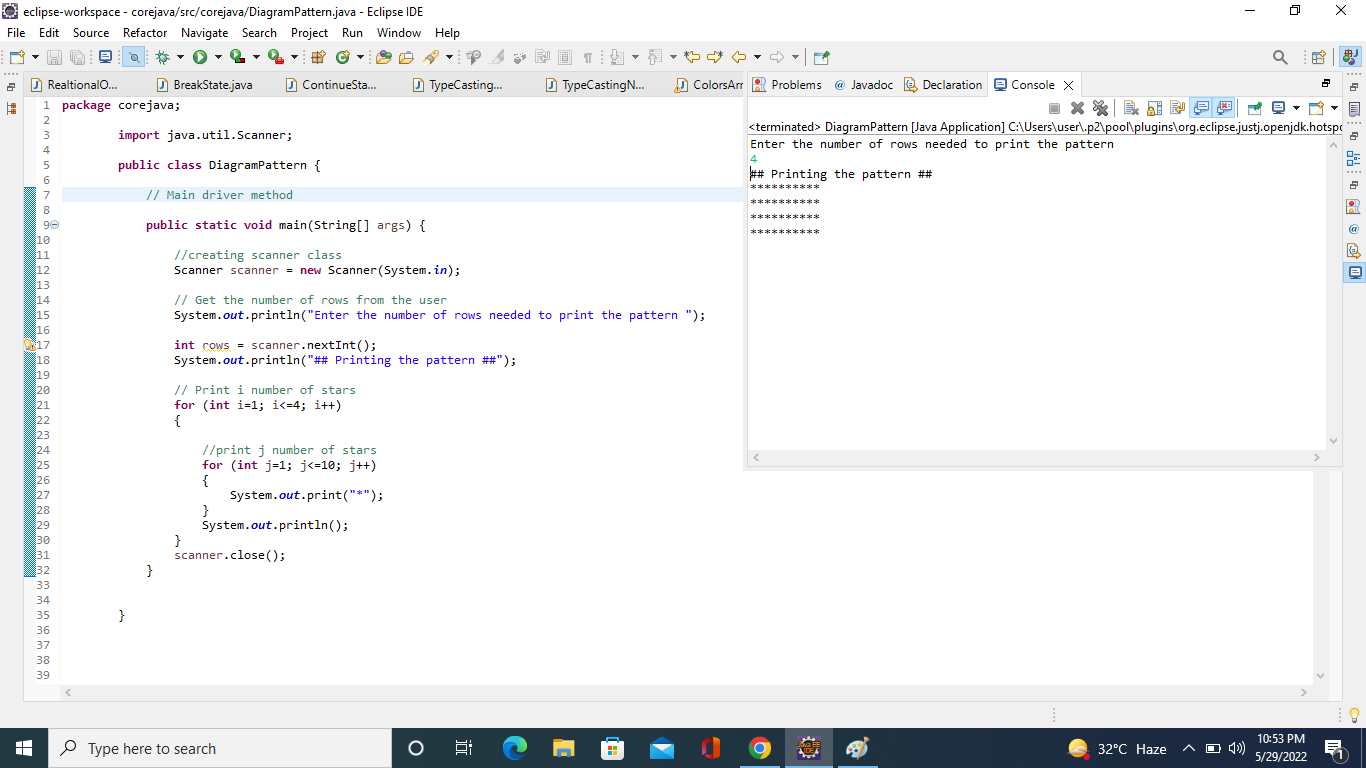 eclipse-workspace - corejava/src/corejava/DiagramPattern.java - Eclipse IDE
File Edit Source Refactor Navigate Search Project Run Window Help
RealtionalO... BreakState.java ContinueSta... TypeCasting... TypeCastingN... ColorsArr
Problems @ Javadoc Declaration Console
<terminated> DiagramPattern [Java Application] C:\Users\user\.p2\pool\plugins\org.eclipse.justj.openjdk.hotspo
1 package corejava;
2
3 import java.util.Scanner;
4
5 public class DiagramPattern {
6
7 // Main driver method
8
9 public static void main(String[] args) {
10
11 //creating scanner class
12 Scanner scanner = new Scanner(System.in);
13
14 // Get the number of rows from the user
15 System.out.println("Enter the number of rows needed to print the pattern ");
16
17 int rows = scanner.nextInt();
18 System.out.println("## Printing the pattern ##");
19
20 // Print i number of stars
21 for (int i=1; i<=4; i++)
22 {
23
24 //print j number of stars
25 for (int j=1; j<=10; j++)
26 {
27 System.out.print("*");
28 }
29 System.out.println();
30 }
31 scanner.close();
32 }
33
34
35 }
36
37
38
39
Enter the number of rows needed to print the pattern
4
## Printing the pattern ##
**********
**********
**********
**********
Type here to search
JAVA EE
IDE
32°C Haze
10:53 PM
5/29/2022
1